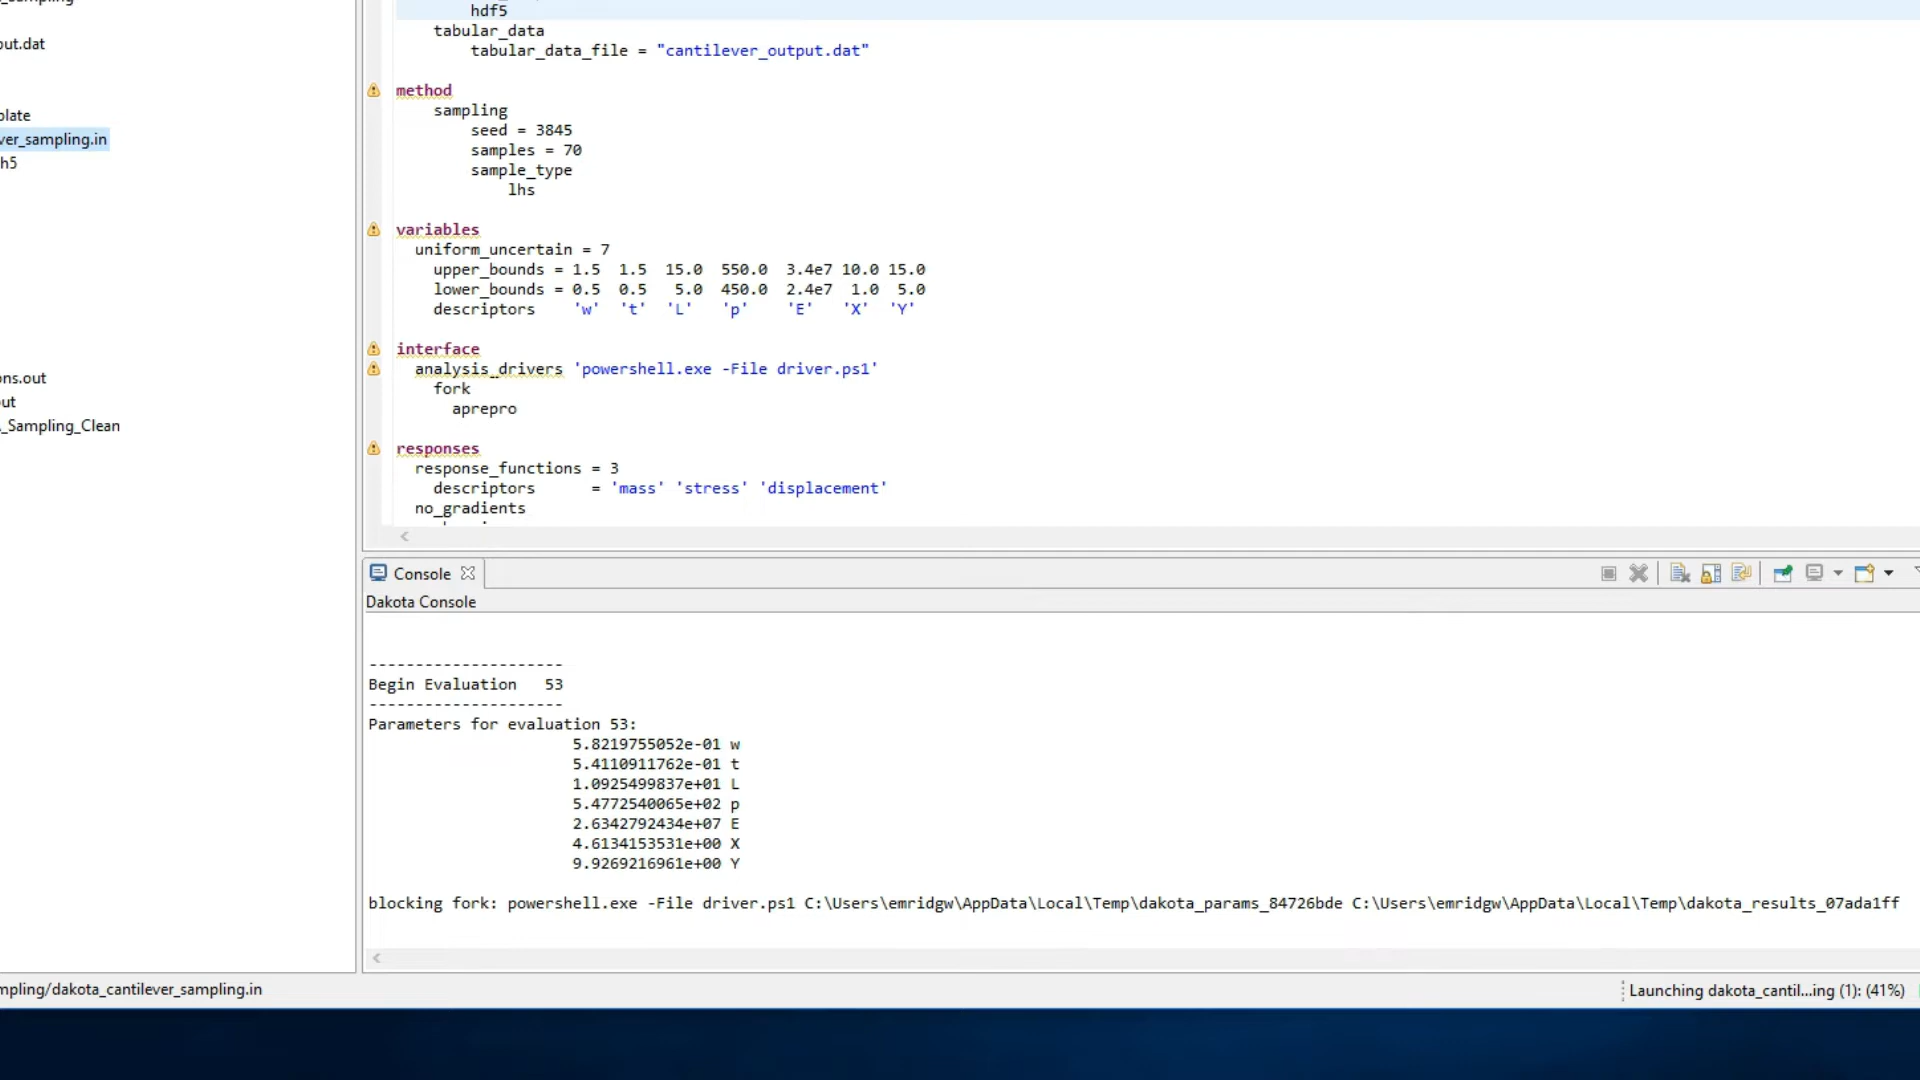 _sampling
hdf5
tabular_data
out.dat
tabular_data_file = "cantilever_output.dat"
method
sampling
plate
seed = 3845
ver_sampling.in
samples = 70
h5
sample_type
lhs
variables
uniform_uncertain = 7
upper_bounds = 1.5 1.5 15.0 550.0 3.4e7 10.0 15.0
lower_bounds = 0.5 0.5 5.0 450.0 2.4e7 1.0 5.0
descriptors 'w' 't' 'L' 'p' 'E' 'X' 'Y'
interface
analysis_drivers 'powershell.exe -File driver.ps1'
ons.out
fork
out
aprepro
_Sampling_Clean
responses
response_functions = 3
descriptors = 'mass' 'stress' 'displacement'
no_gradients
Console
Dakota Console
---------------------
Begin Evaluation 53
---------------------
Parameters for evaluation 53:
5.8219755052e-01 w
5.4110911762e-01 t
1.0925499837e+01 L
5.4772540065e+02 p
2.6342792434e+07 E
4.6134153531e+00 X
9.9269216961e+00 Y
blocking fork: powershell.exe -File driver.ps1 C:\Users\emridgw\AppData\Local\Temp\dakota_params_84726bde C:\Users\emridgw\AppData\Local\Temp\dakota_results_07ada1ff
mpling/dakota_cantilever_sampling.in
Launching dakota_cantil...ing (1): (41%)